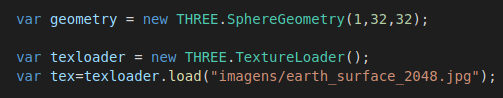 var geometry = new THREE.SphereGeometry(1,32,32);
var texloader = new THREE.TextureLoader();
var tex=texloader.load("imagens/earth_surface_2048.jpg");